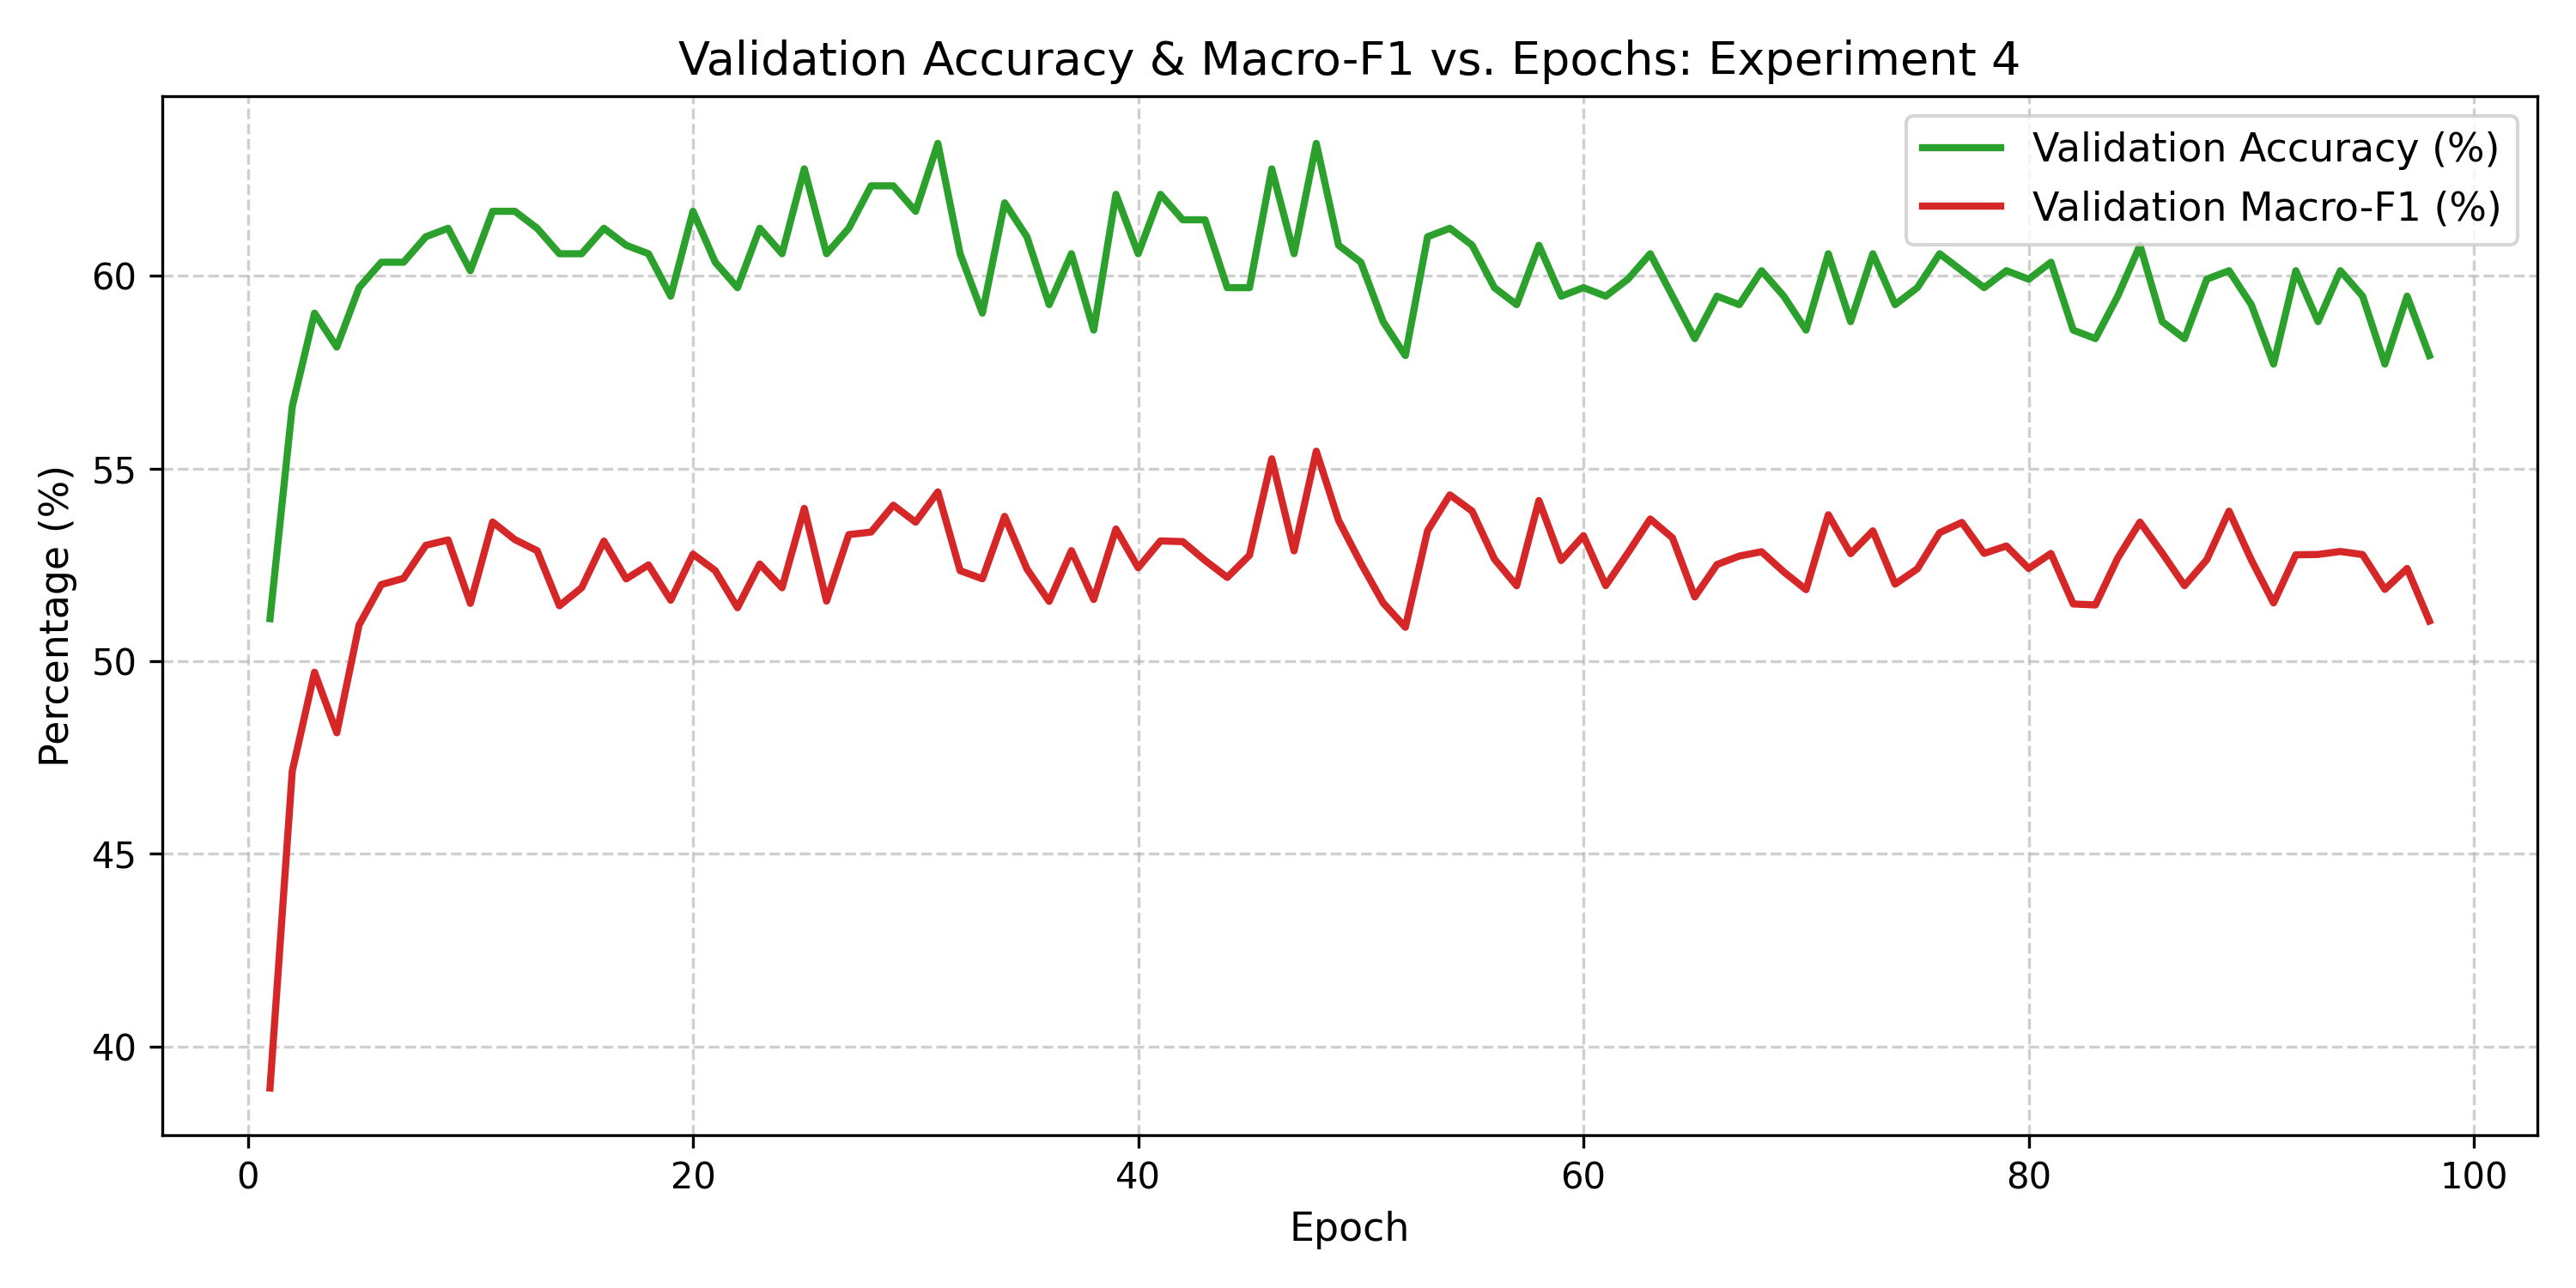 Validation Accuracy & Macro-F1 vs. Epochs: Experiment 4
Validation Accuracy (%)
Validation Macro-F1 (%)
Percentage (%)
60
55
50
45
40
0 20 40 60 80 100
Epoch